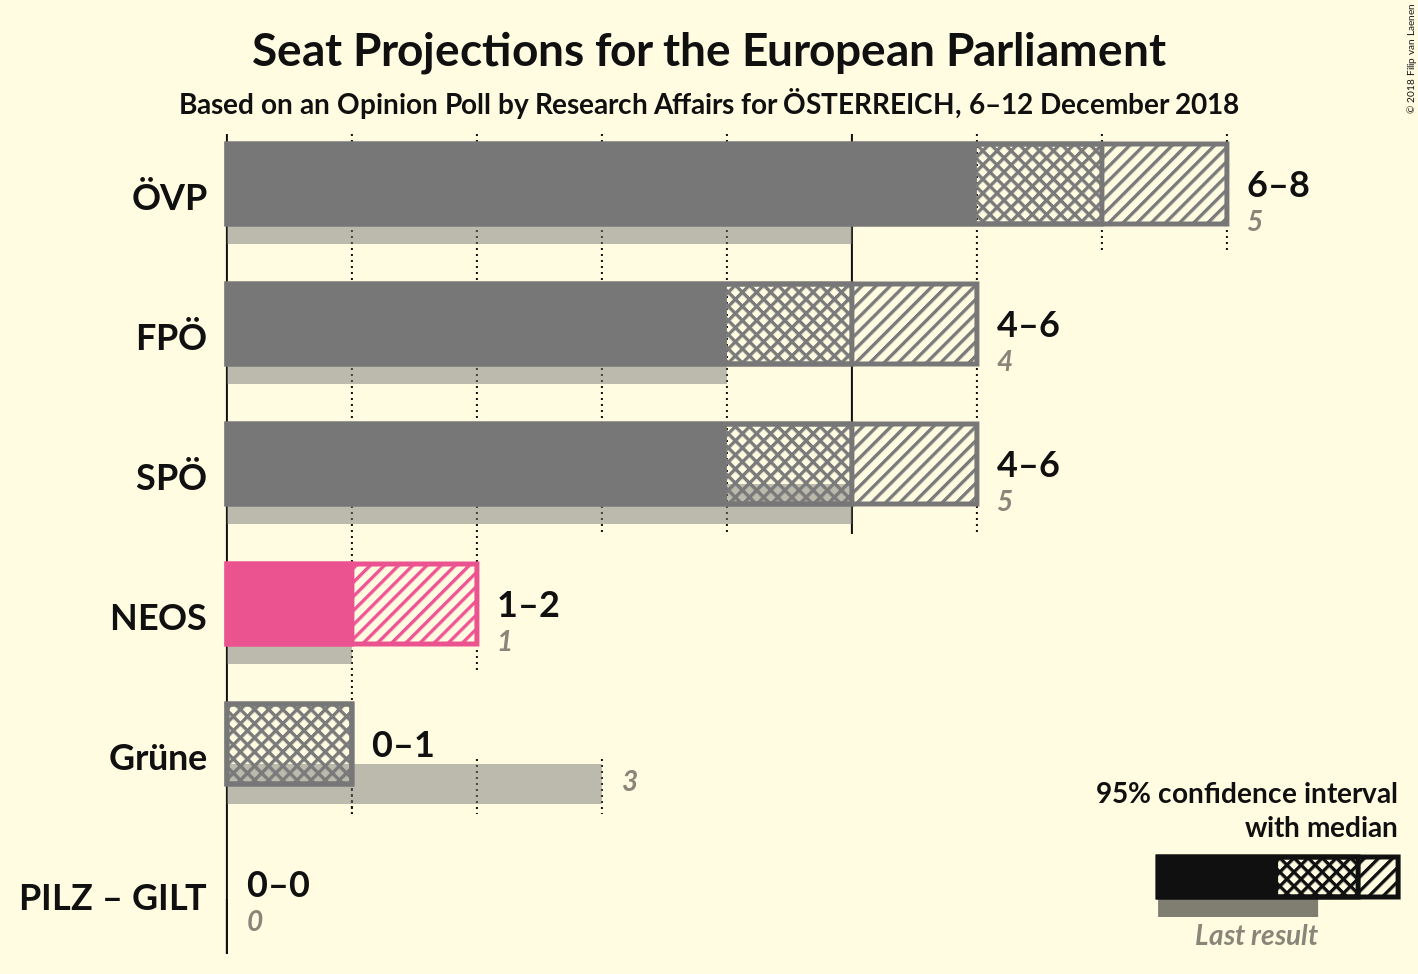 Seat Projections for the European Parliament
Based on an Opinion Poll by Research Affairs for ÖSTERREICH, 6–12 December 2018
© 2018 Filip van Laenen
ÖVP
6–8
5
FPÖ
4–6
4
SPÖ
4–6
5
NEOS
1–2
1
Grüne
0–1
3
PILZ – GILT
0–0
0
95% confidence interval
with median
Last result